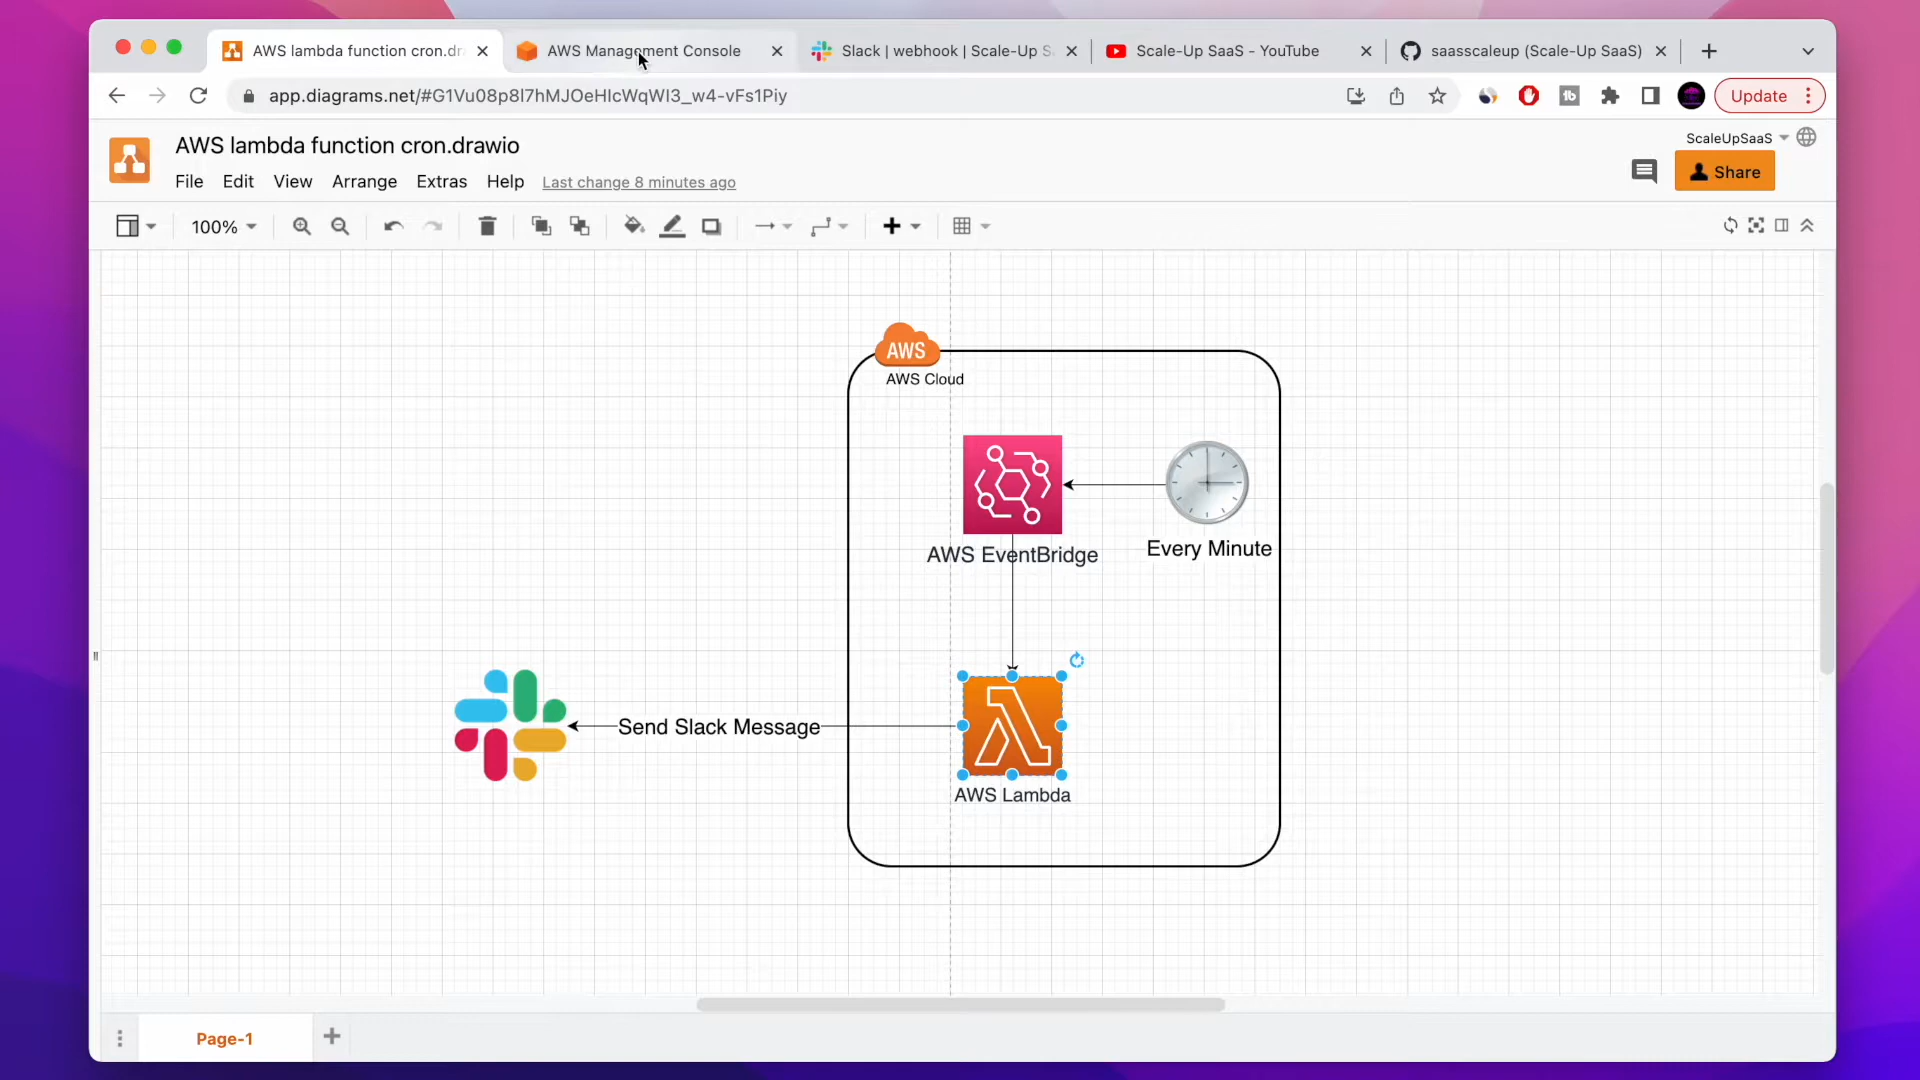 AWS lambda function cron.dr
AWS Management Console
Slack | webhook | Scale-Up S
Scale-Up SaaS - YouTube
saasscaleup (Scale-Up SaaS)
app.diagrams.net/#G1Vu08p8I7hMJOeHIcWqWI3_w4-vFs1Piy
Update
AWS lambda function cron.drawio
ScaleUpSaaS
File Edit View Arrange Extras Help Last change 8 minutes ago
Share
100%
AWS
AWS Cloud
AWS EventBridge
Every Minute
Send Slack Message
AWS Lambda
Page-1